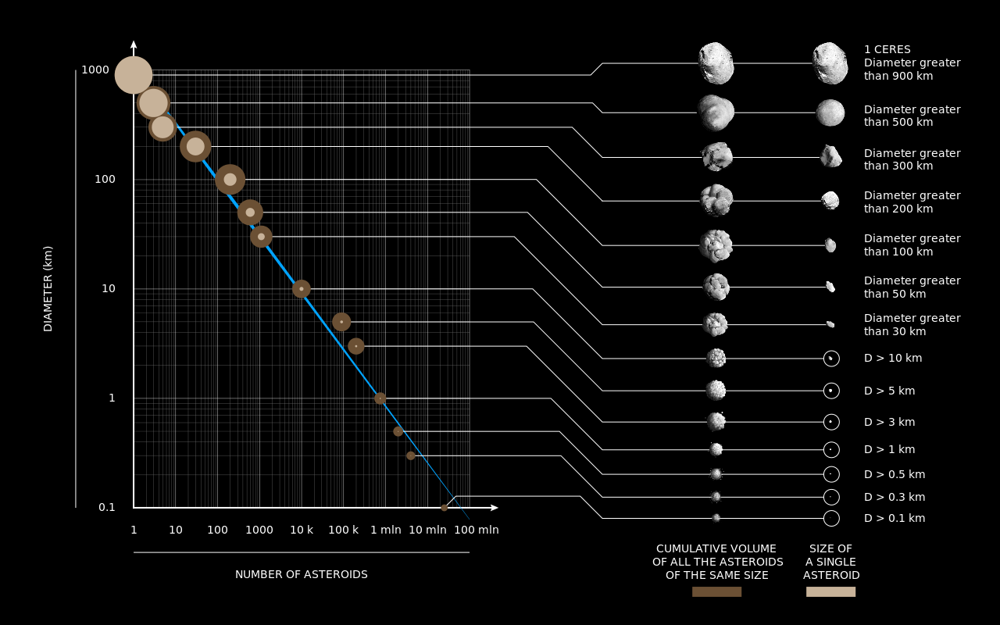 1000
100
10
1
0.1
DIAMETER (km)
1 10 100 1000 10 k 100 k 1 mln 10 mln 100 mln
NUMBER OF ASTEROIDS
1 CERES
Diameter greater
than 900 km
Diameter greater
than 500 km
Diameter greater
than 300 km
Diameter greater
than 200 km
Diameter greater
than 100 km
Diameter greater
than 50 km
Diameter greater
than 30 km
D > 10 km
D > 5 km
D > 3 km
D > 1 km
D > 0.5 km
D > 0.3 km
D > 0.1 km
CUMULATIVE VOLUME
OF ALL THE ASTEROIDS
OF THE SAME SIZE
SIZE OF
A SINGLE
ASTEROID